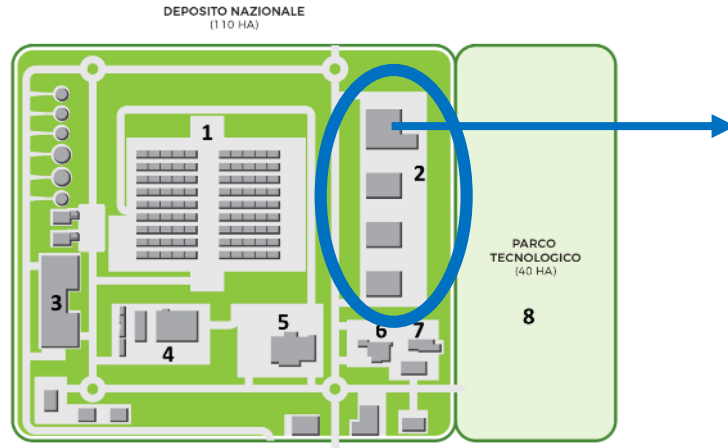 DEPOSITO NAZIONALE
(110 HA)
1
2
3
4
5
6
7
PARCO
TECNOLOGICO
(40 HA)
8